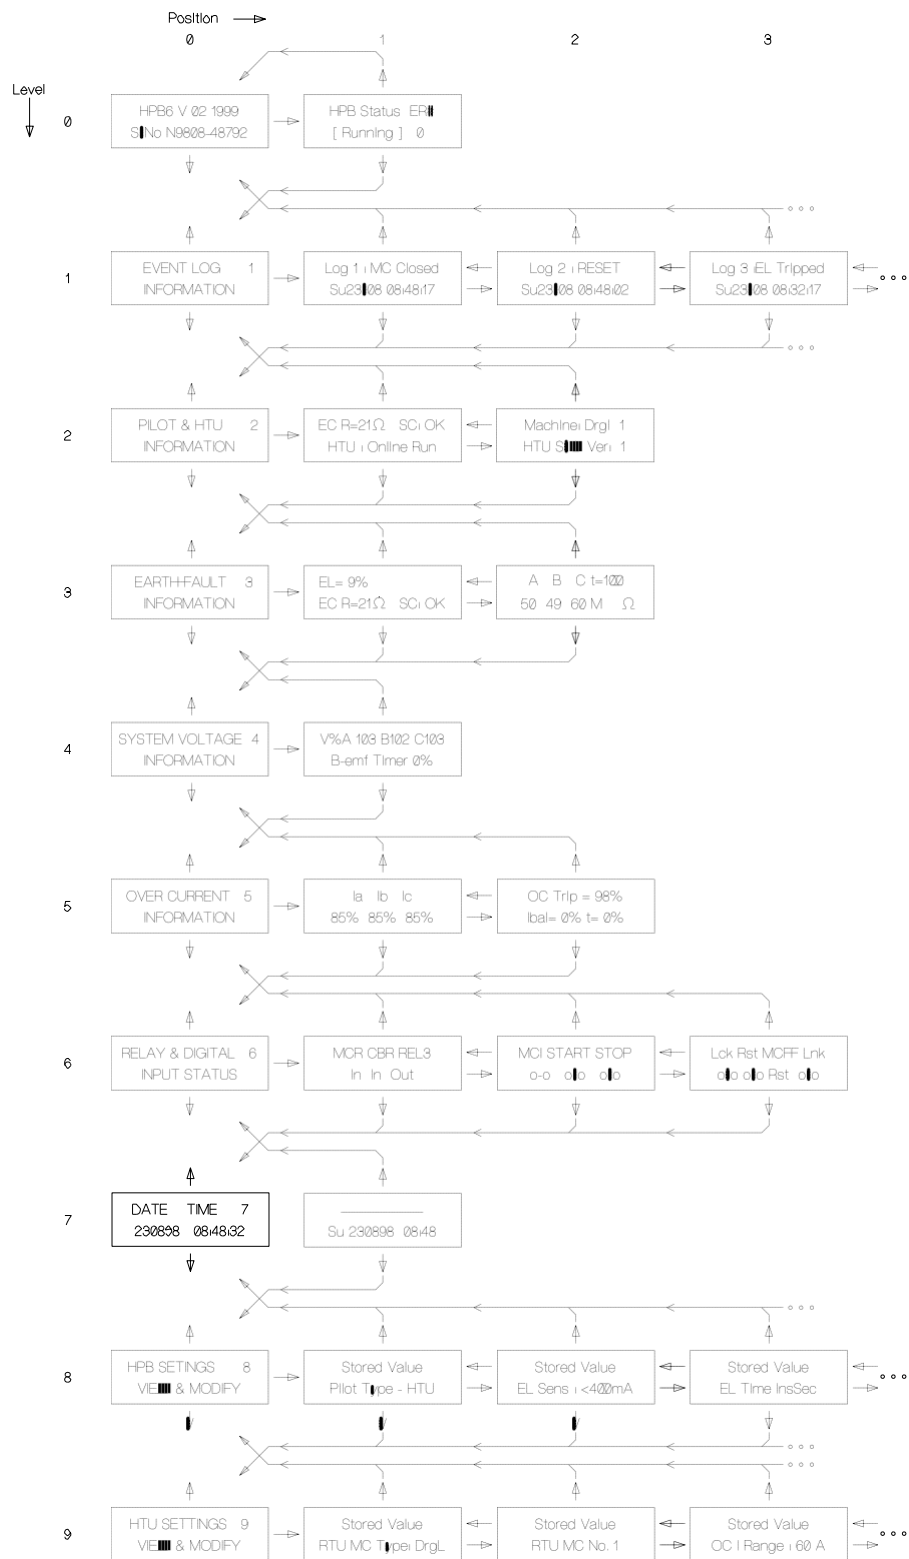 Position
0 1 2 3
Level
0
HPB6 V 02 1999
S No N9808-48792
HPB Status ER
[ Running ] 0
1
EVENT LOG 1
INFORMATION
Log 1 : MC Closed
Su23 08 08:48:17
Log 2 : RESET
Su23 08 08:48:02
Log 3 :EL Tripped
Su23 08 08:32:17
2
PILOT & HTU 2
INFORMATION
EC R=21Ω SC: OK
HTU : Online Run
Machine: Drgl 1
HTU Ver: 1
3
EARTH-FAULT 3
INFORMATION
EL= 9%
EC R=21Ω SC: OK
A B C t=100
50 49 60 M Ω
4
SYSTEM VOLTAGE 4
INFORMATION
V%A 103 B102 C103
B-emf Timer 0%
5
OVER CURRENT 5
INFORMATION
Ia Ib Ic
85% 85% 85%
OC Trip = 98%
Ibal= 0% t= 0%
6
RELAY & DIGITAL 6
INPUT STATUS
MCR CBR REL3
In In Out
MCI START STOP
o-o o o o o
Lck Rst MCFF Lnk
o o o o Rst o o
7
DATE TIME 7
230898 08:48:32
Su 230898 08:48
8
HPB SETINGS 8
& MODIFY
Stored Value
Pilot Type - HTU
Stored Value
EL Sens : <400mA
Stored Value
EL Time InsSec
9
HTU SETTINGS 9
& MODIFY
Stored Value
RTU MC Type: DrgL
Stored Value
RTU MC No. 1
Stored Value
OC I Range : 60 A